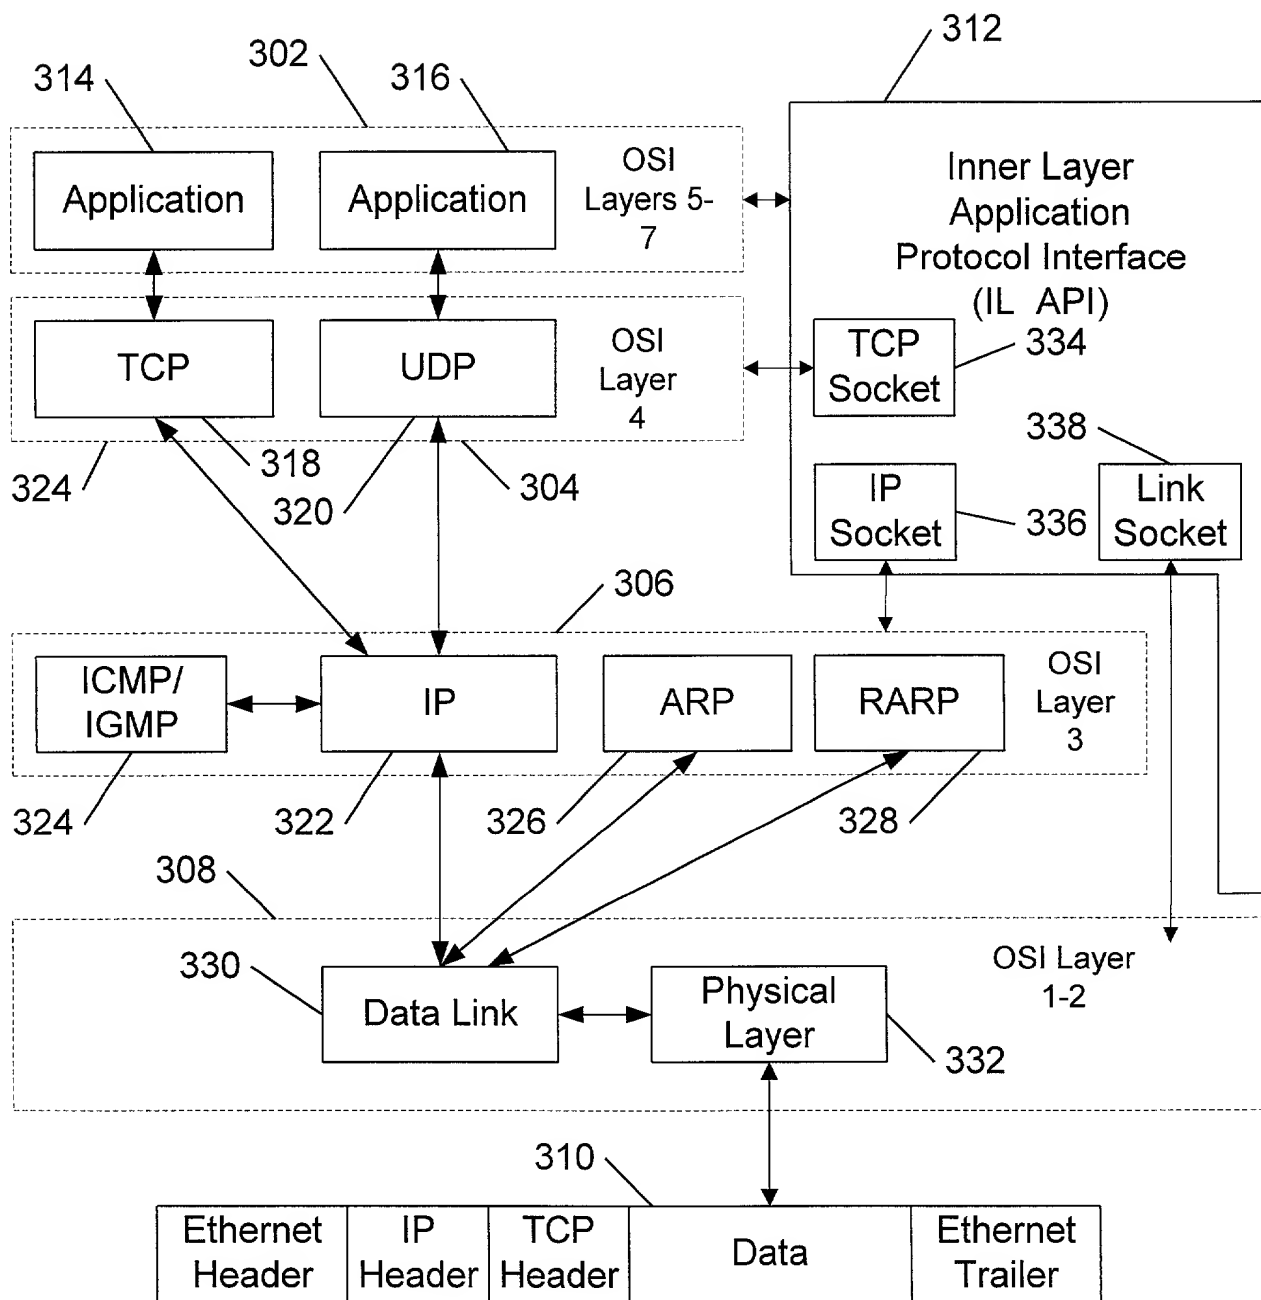 312
302
314
316
OSI
Layers 5-
7
Application
Application
Inner Layer
Application
Protocol Interface
(IL API)
TCP
UDP
OSI
Layer
4
TCP
Socket
334
324
318
320
304
338
IP
Socket
336
Link
Socket
306
ICMP/
IGMP
IP
ARP
RARP
OSI
Layer
3
324
322
326
328
308
330
Data Link
Physical
Layer
332
OSI Layer
1-2
310
Ethernet
Header
IP
Header
TCP
Header
Data
Ethernet
Trailer